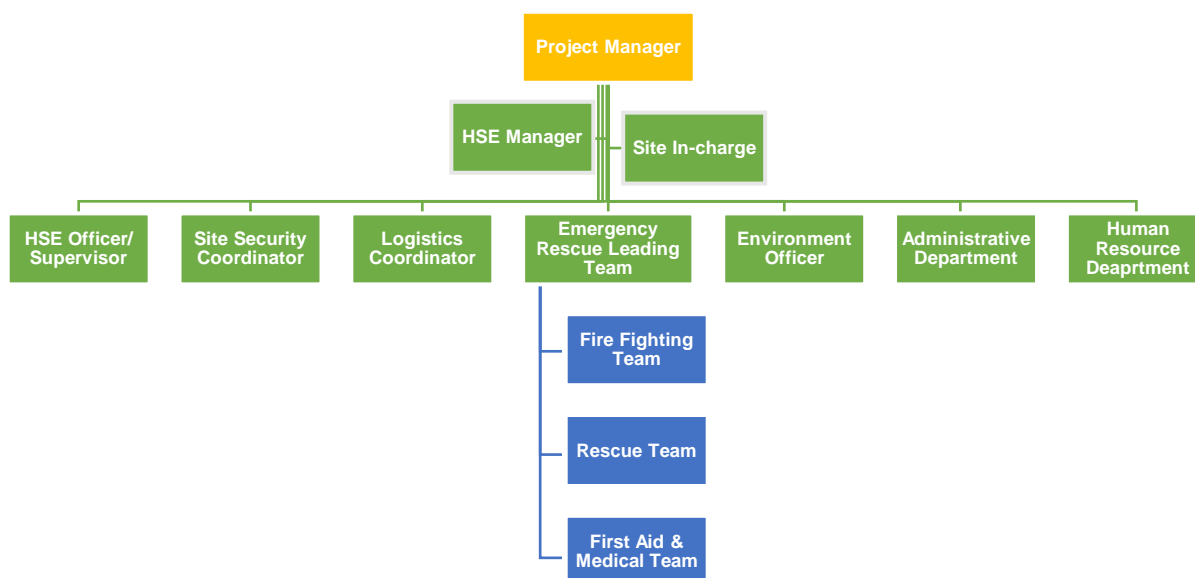 Project Manager
HSE Manager
Site In-charge
HSE Officer/
Supervisor
Site Security
Coordinator
Logistics
Coordinator
Emergency
Rescue Leading
Team
Environment
Officer
Administrative
Department
Human
Resource
Deaprtment
Fire Fighting
Team
Rescue Team
First Aid &
Medical Team